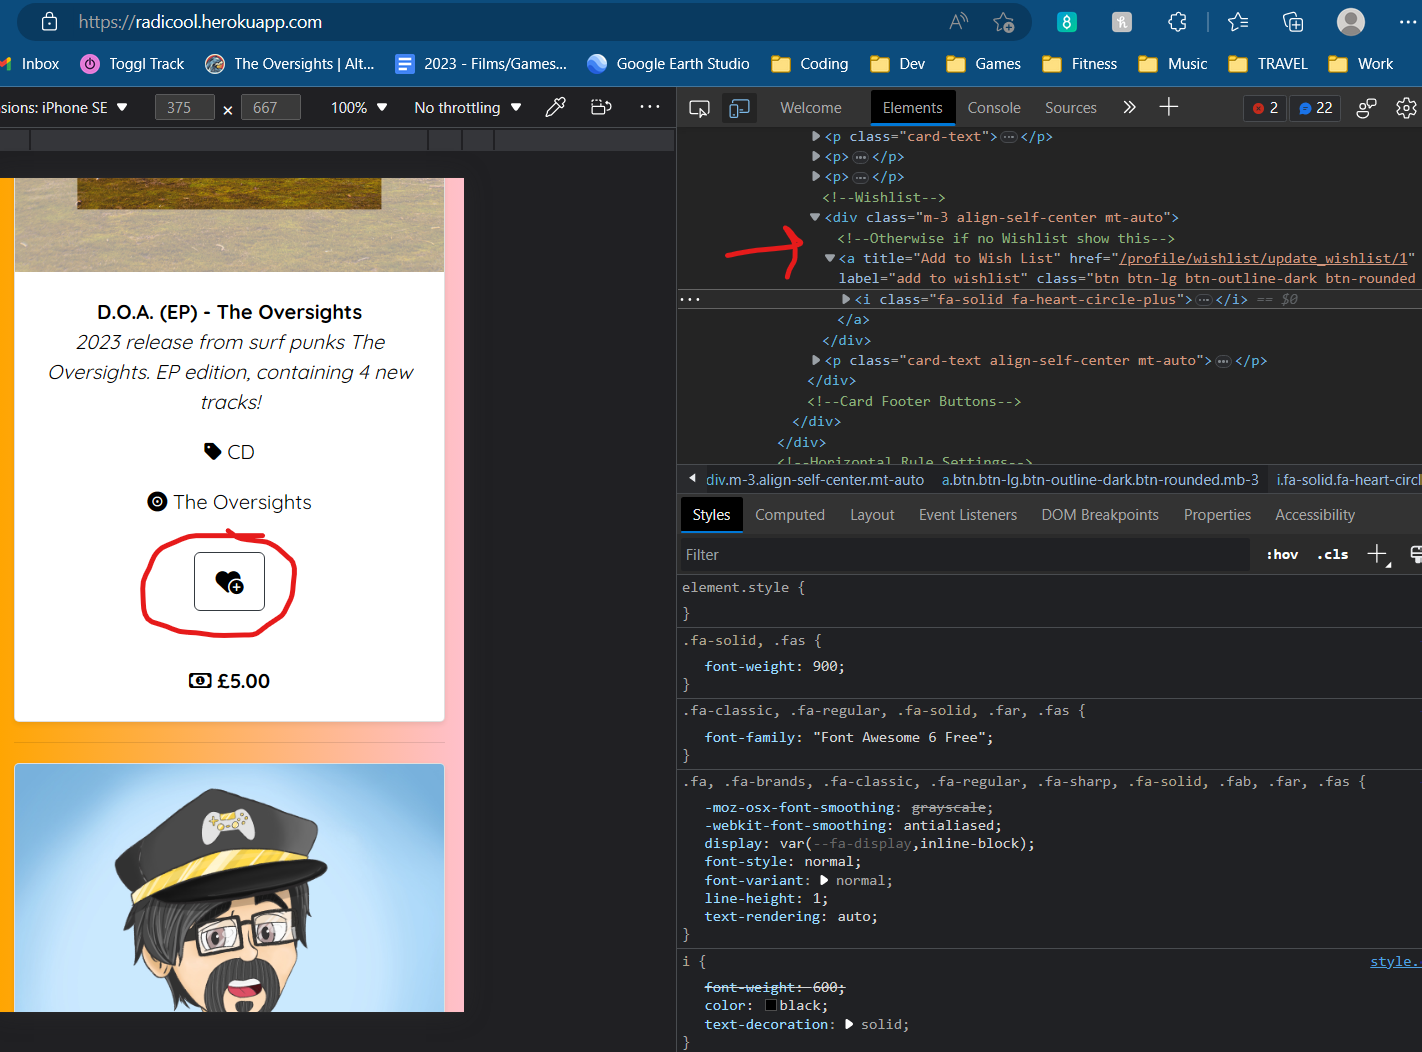 https://radicool.herokuapp.com
Inbox Toggl Track The Oversights | Alt... 2023 - Films/Games... Google Earth Studio Coding Dev Games Fitness Music TRAVEL Work
sions: iPhone SE 375 × 667 100% No throttling
Welcome Elements Console Sources 2 22
D.O.A. (EP) - The Oversights
2023 release from surf punks The
Oversights. EP edition, containing 4 new
tracks!
CD
The Oversights
£5.00
<p class="card-text"> ⋯ </p>
<p> ⋯ </p>
<p> ⋯ </p>
<!--Wishlist-->
<div class="m-3 align-self-center mt-auto">
<!--Otherwise if no Wishlist show this-->
<a title="Add to Wish List" href="/profile/wishlist/update_wishlist/1"
label="add to wishlist" class="btn btn-lg btn-outline-dark btn-rounded
<i class="fa-solid fa-heart-circle-plus"> ⋯ </i> == $0
</a>
</div>
<p class="card-text align-self-center mt-auto"> ⋯ </p>
</div>
<!--Card Footer Buttons-->
</div>
</div>
<!--Horizontal Rule Settings-->
div.m-3.align-self-center.mt-auto a.btn.btn-lg.btn-outline-dark.btn-rounded.mb-3 i.fa-solid.fa-heart-circl
Styles Computed Layout Event Listeners DOM Breakpoints Properties Accessibility
Filter :hov .cls
element.style {
}
.fa-solid, .fas {
font-weight: 900;
}
.fa-classic, .fa-regular, .fa-solid, .far, .fas {
font-family: "Font Awesome 6 Free";
}
.fa, .fa-brands, .fa-classic, .fa-regular, .fa-sharp, .fa-solid, .fab, .far, .fas {
-moz-osx-font-smoothing: grayscale;
-webkit-font-smoothing: antialiased;
display: var(--fa-display,inline-block);
font-style: normal;
font-variant: normal;
line-height: 1;
text-rendering: auto;
}
i { style.
font-weight: 600;
color: black;
text-decoration: solid;
}